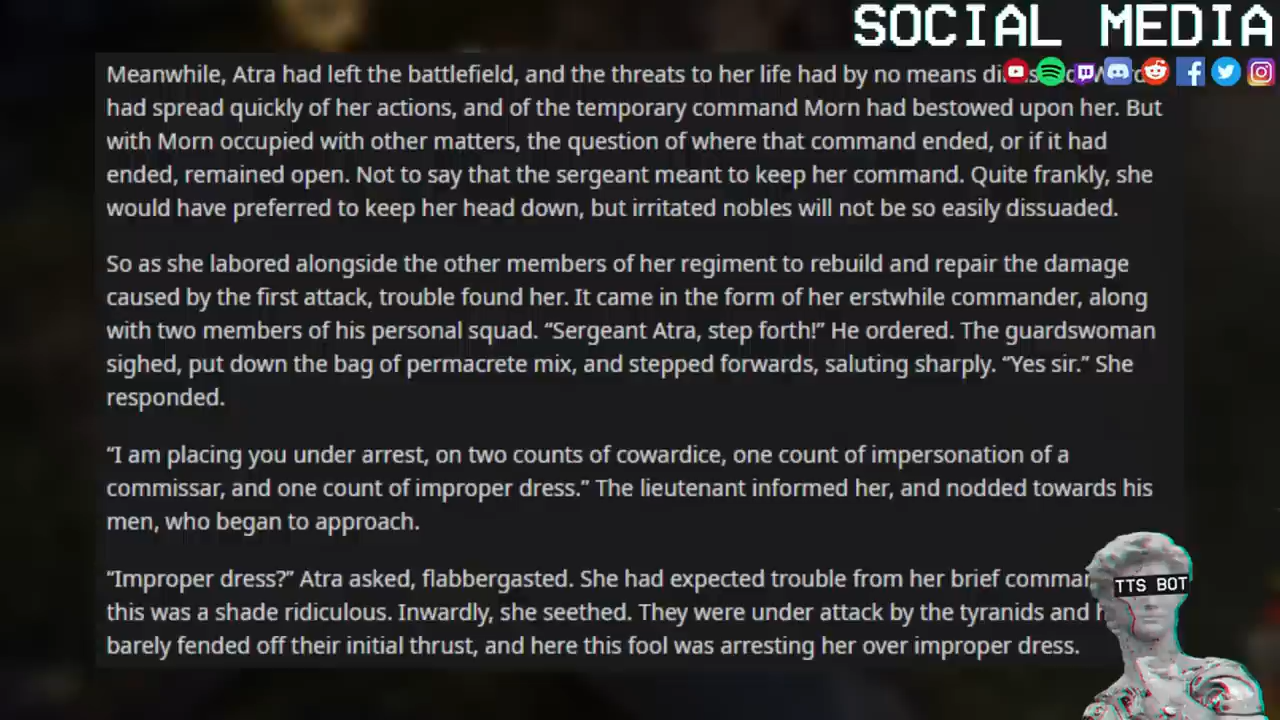 SOCIAL MEDIA
Meanwhile, Atra had left the battlefield, and the threats to her life had by no means
had spread quickly of her actions, and of the temporary command Morn had bestowed upon her. But
with Morn occupied with other matters, the question of where that command ended, or if it had
ended, remained open. Not to say that the sergeant meant to keep her command. Quite frankly, she
would have preferred to keep her head down, but irritated nobles will not be so easily dissuaded.
So as she labored alongside the other members of her regiment to rebuild and repair the damage
caused by the first attack, trouble found her. It came in the form of her erstwhile commander, along
with two members of his personal squad. “Sergeant Atra, step forth!” He ordered. The guardswoman
sighed, put down the bag of permacrete mix, and stepped forwards, saluting sharply. “Yes sir.” She
responded.
“I am placing you under arrest, on two counts of cowardice, one count of impersonation of a
commissar, and one count of improper dress.” The lieutenant informed her, and nodded towards his
men, who began to approach.
“Improper dress?” Atra asked, flabbergasted. She had expected trouble from her brief
this was a shade ridiculous. Inwardly, she seethed. They were under attack by the tyranids and
barely fended off their initial thrust, and here this fool was arresting her over improper dress.
TTS BOT